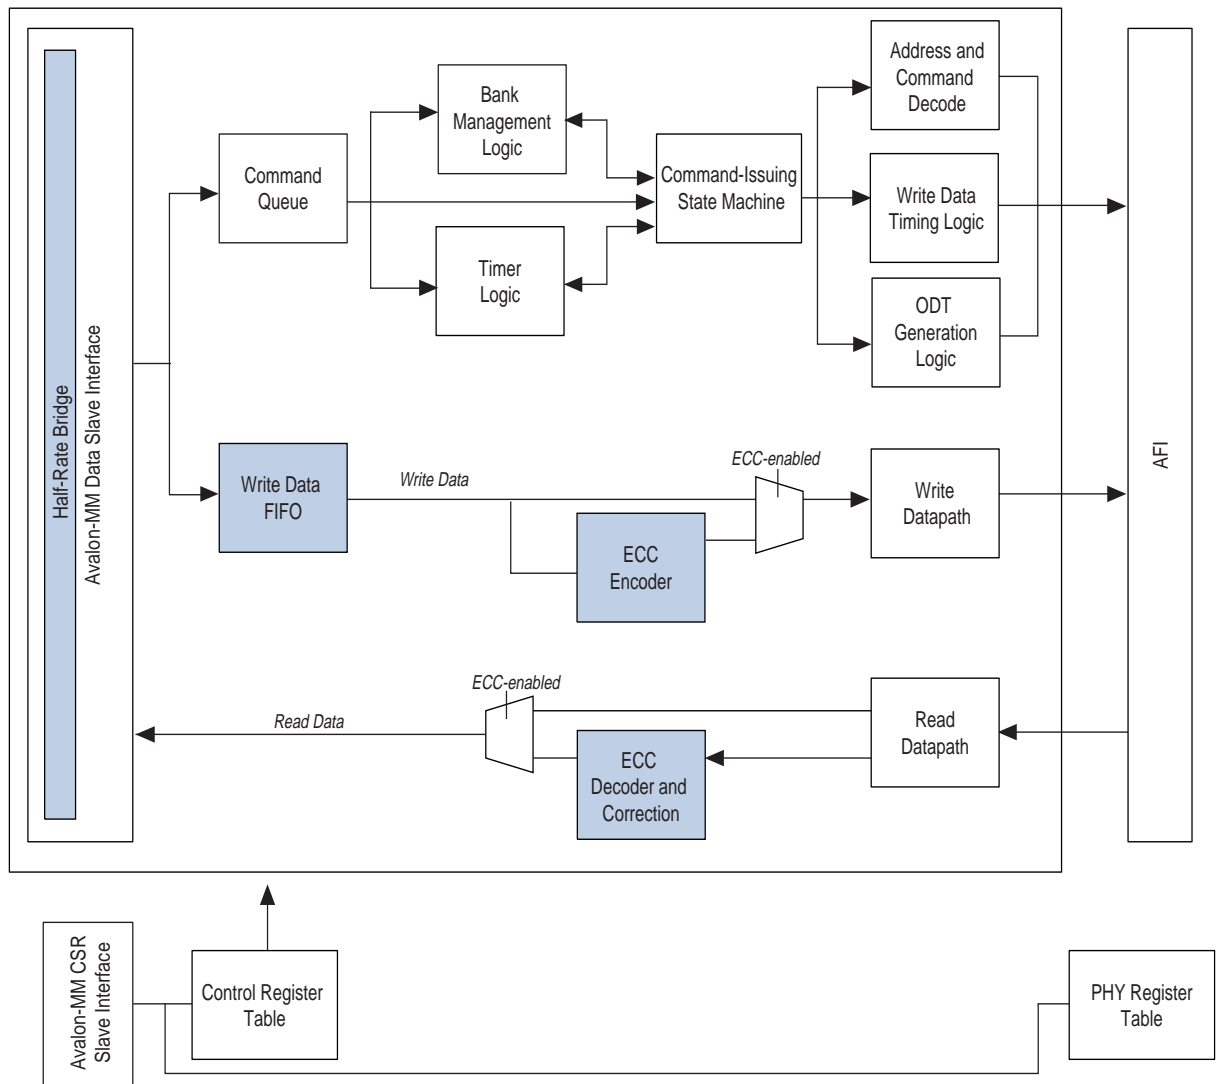 Half-Rate Bridge
Avalon-MM Data Slave Interface
Command
Queue
Bank
Management
Logic
Timer
Logic
Command-Issuing
State Machine
Address and
Command
Decode
Write Data
Timing Logic
ODT
Generation
Logic
AFI
Write Data
FIFO
Write Data
ECC
Encoder
ECC-enabled
Write
Datapath
Read Data
ECC-enabled
ECC
Decoder and
Correction
Read
Datapath
Avalon-MM CSR
Slave Interface
Control Register
Table
PHY Register
Table